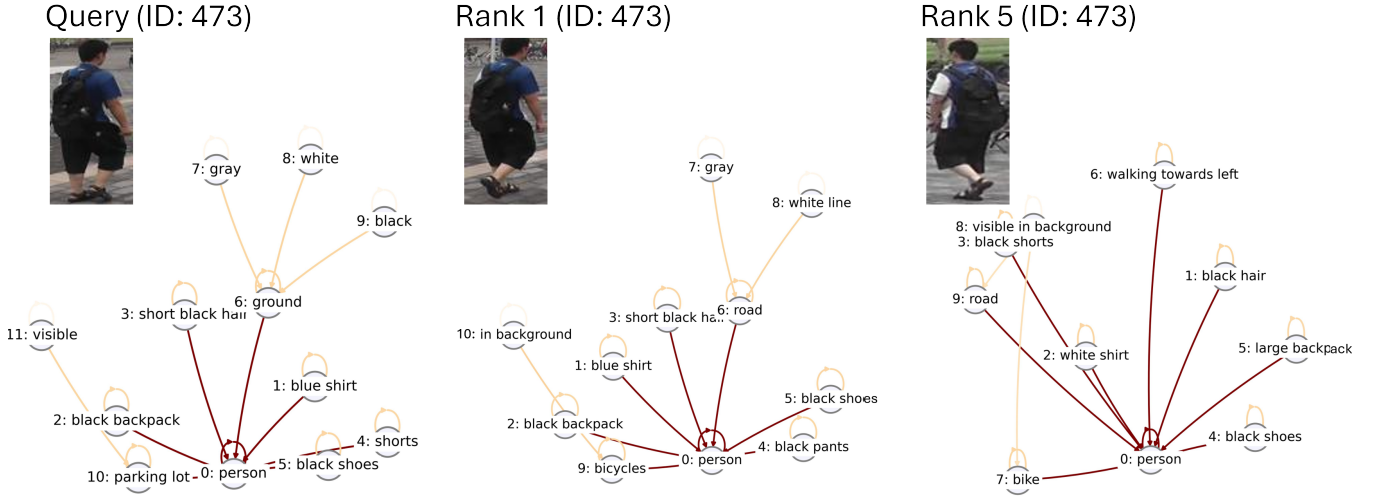 Query (ID: 473)
7: gray
8: white
9: black
3: short black hair
6: ground
11: visible
1: blue shirt
2: black backpack
4: shorts
5: black shoes
10: parking lot
0: person
Rank 1 (ID: 473)
7: gray
8: white line
3: short black ha
6: road
10: in background
1: blue shirt
5: black shoes
2: black backpack
4: black pants
0: person
9: bicycles
Rank 5 (ID: 473)
6: walking towards left
8: visible in background
3: black shorts
1: black hair
9: road
2: white shirt
5: large backpack
4: black shoes
0: person
7: bike